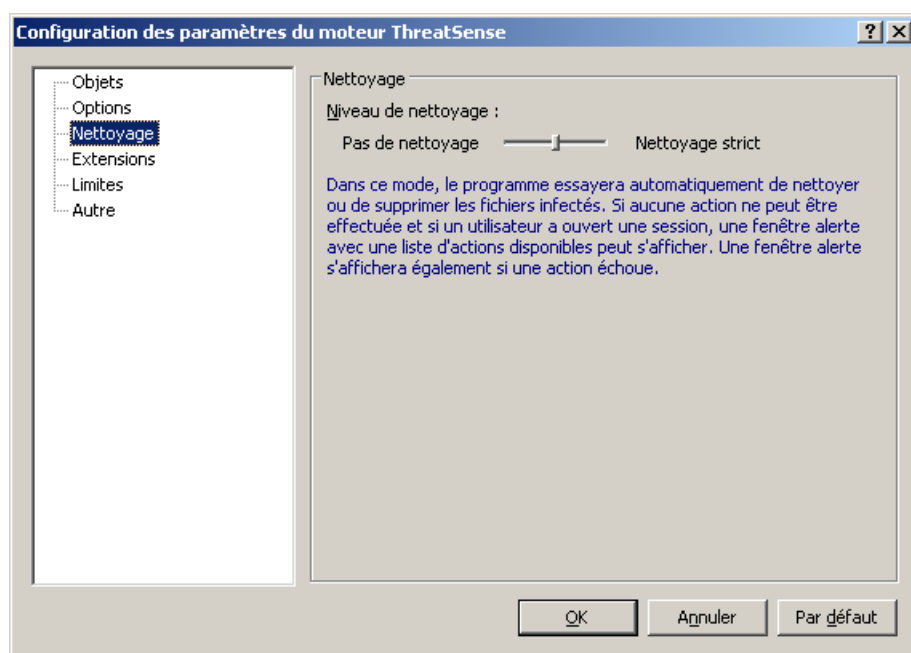 Configuration des paramètres du moteur ThreatSense
Objets
Options
Nettoyage
Extensions
Limites
Autre
Nettoyage
Niveau de nettoyage :
Pas de nettoyage Nettoyage strict
Dans ce mode, le programme essayera automatiquement de nettoyer
ou de supprimer les fichiers infectés. Si aucune action ne peut être
effectuée et si un utilisateur a ouvert une session, une fenêtre alerte
avec une liste d'actions disponibles peut s'afficher. Une fenêtre alerte
s'affichera également si une action échoue.
OK Annuler Par défaut